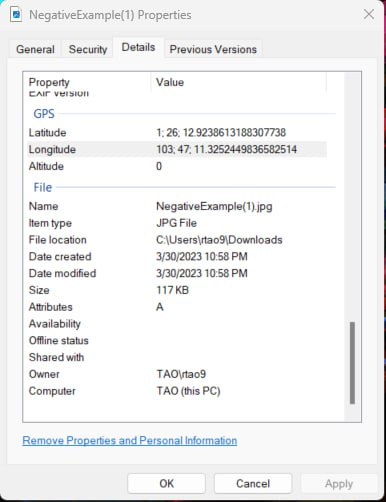 NegativeExample(1) Properties
General Security Details Previous Versions
Property Value
EXIF version
GPS
Latitude 1; 26; 12.9238613188307738
Longitude 103; 47; 11.3252449836582514
Altitude 0
File
Name NegativeExample(1).jpg
Item type JPG File
File location C:\Users\rtao9\Downloads
Date created 3/30/2023 10:58 PM
Date modified 3/30/2023 10:58 PM
Size 117 KB
Attributes A
Availability
Offline status
Shared with
Owner TAO\rtao9
Computer TAO (this PC)
Remove Properties and Personal Information
OK Cancel Apply